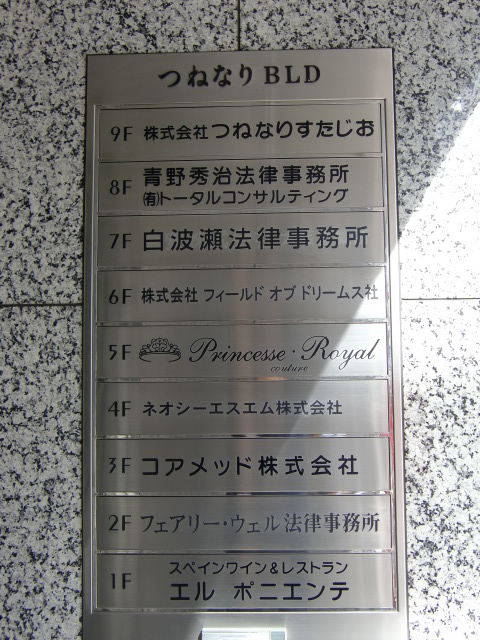 つねなり BLD
9F 株式会社つねなりすたじお
8F 青野秀治法律事務所
(有)トータルコンサルティング
7F 白波瀬法律事務所
6F 株式会社 フィールド オブ ドリームス社
5F Princesse・Royal
couture
4F ネオシーエスエム株式会社
3F コアメッド株式会社
2F フェアリー・ウェル法律事務所
スペインワイン&レストラン
1F エル ポニエンテ